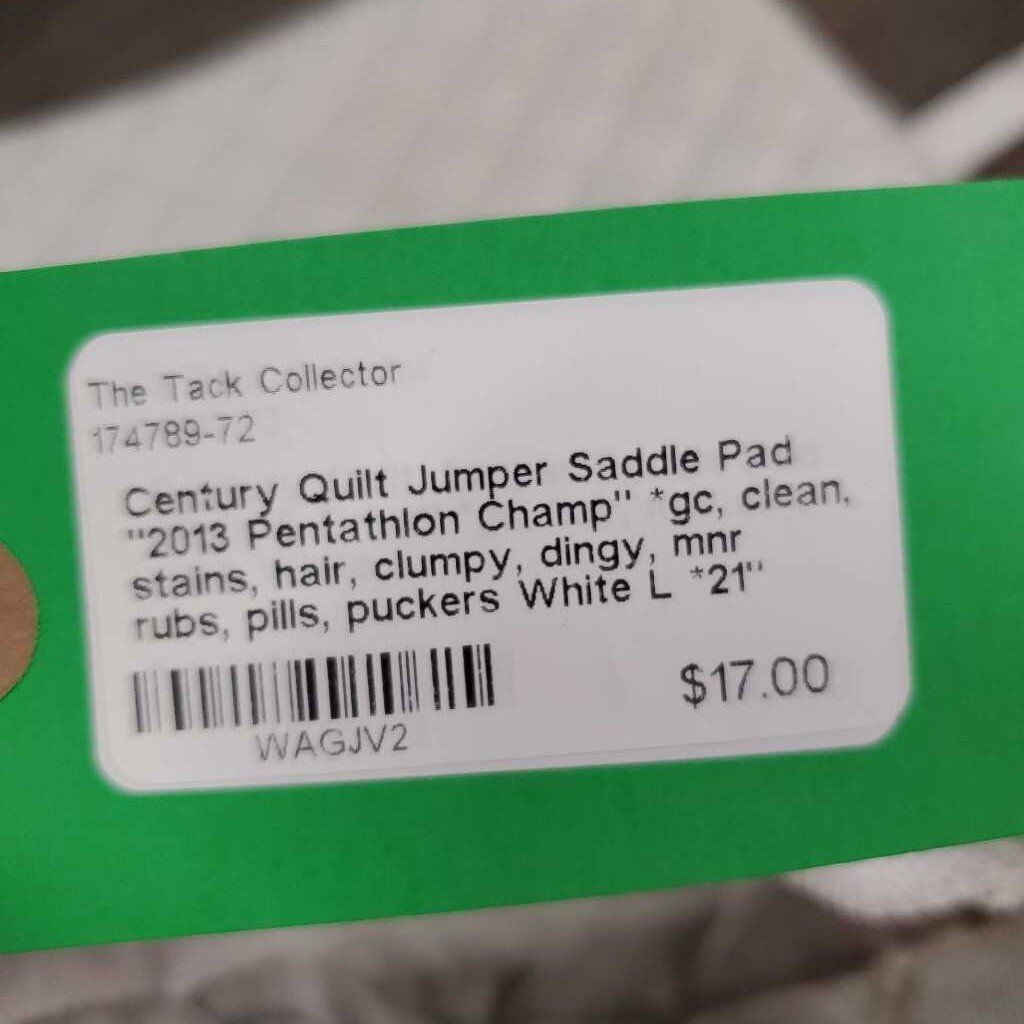 The Tack Collector
174789-72
Century Quilt Jumper Saddle Pad
"2013 Pentathlon Champ" *gc, clean,
stains, hair, clumpy, dingy, mnr
rubs, pills, puckers White L *21"
$17.00
WAGJV2